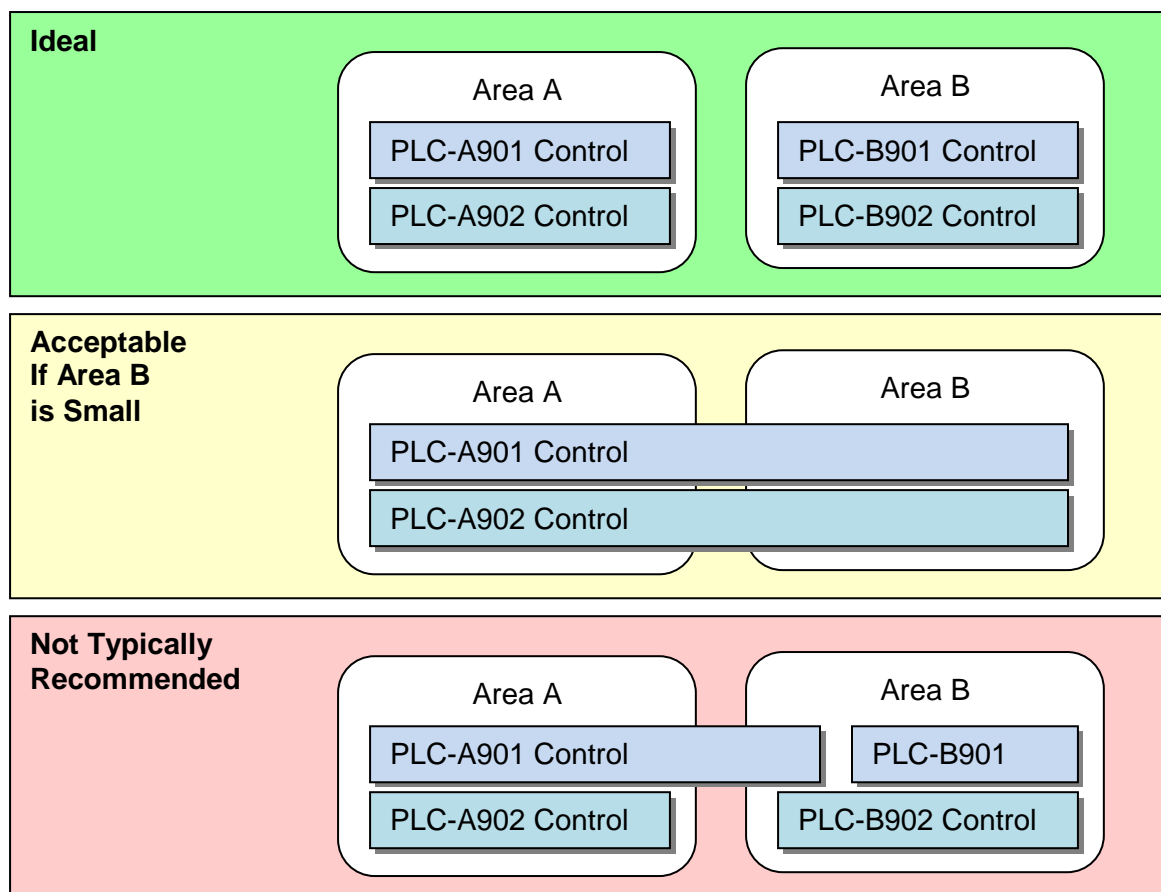 Ideal
Area A
Area B
PLC-A901 Control
PLC-B901 Control
PLC-A902 Control
PLC-B902 Control
Acceptable
If Area B
is Small
Area A
Area B
PLC-A901 Control
PLC-A902 Control
Not Typically
Recommended
Area A
Area B
PLC-A901 Control
PLC-B901
PLC-A902 Control
PLC-B902 Control